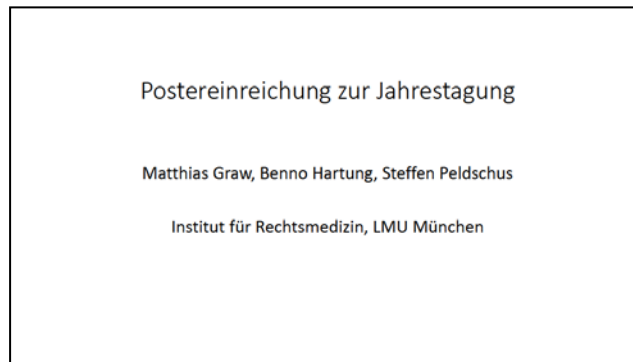 Postereinreichung zur Jahrestagung
Matthias Graw, Benno Hartung, Steffen Peldschus
Institut für Rechtsmedizin, LMU München